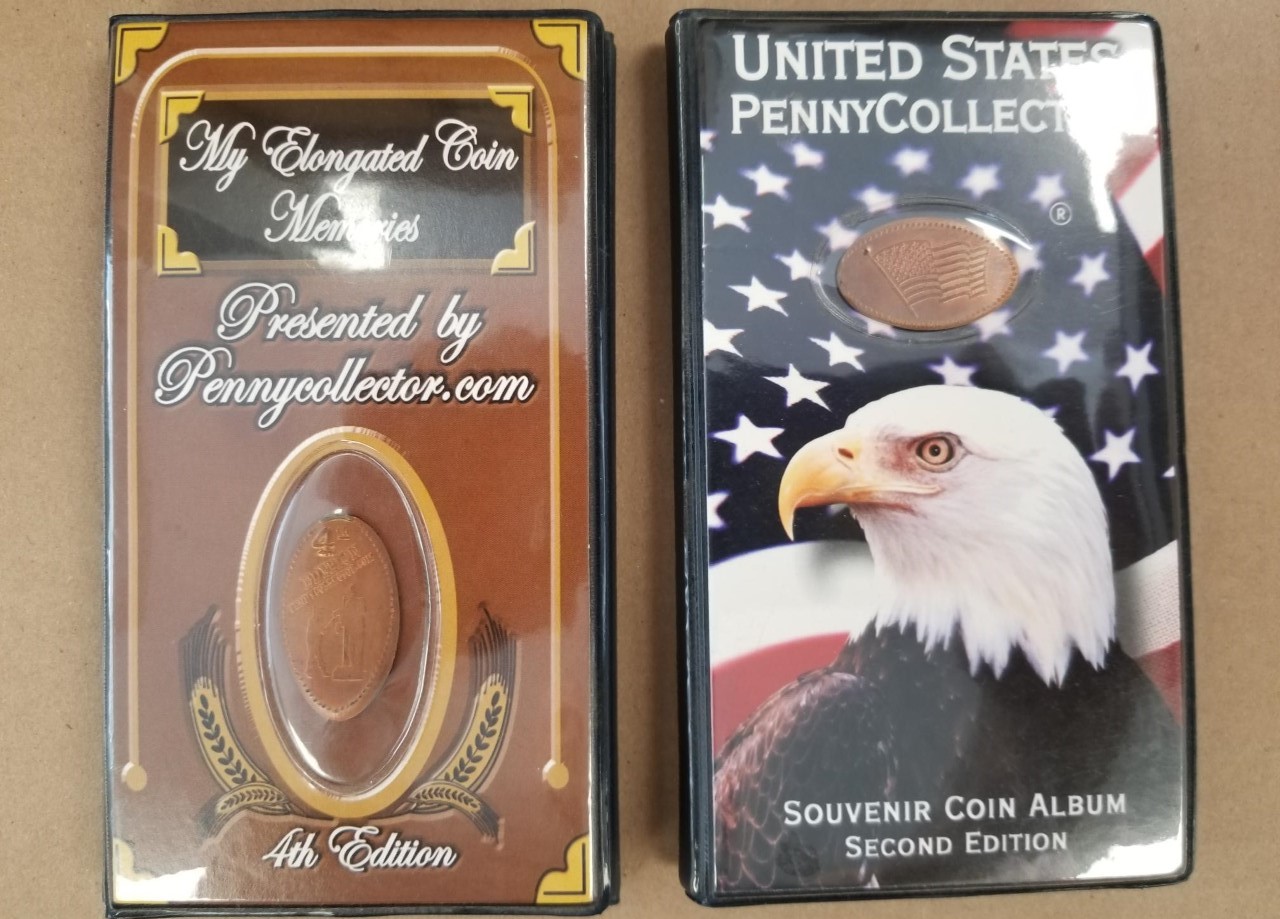 My Elongated Coin
Memories
Presented by
Pennycollector.com
4th Edition
UNITED STATES
PENNYCOLLECT
®
SOUVENIR COIN ALBUM
SECOND EDITION